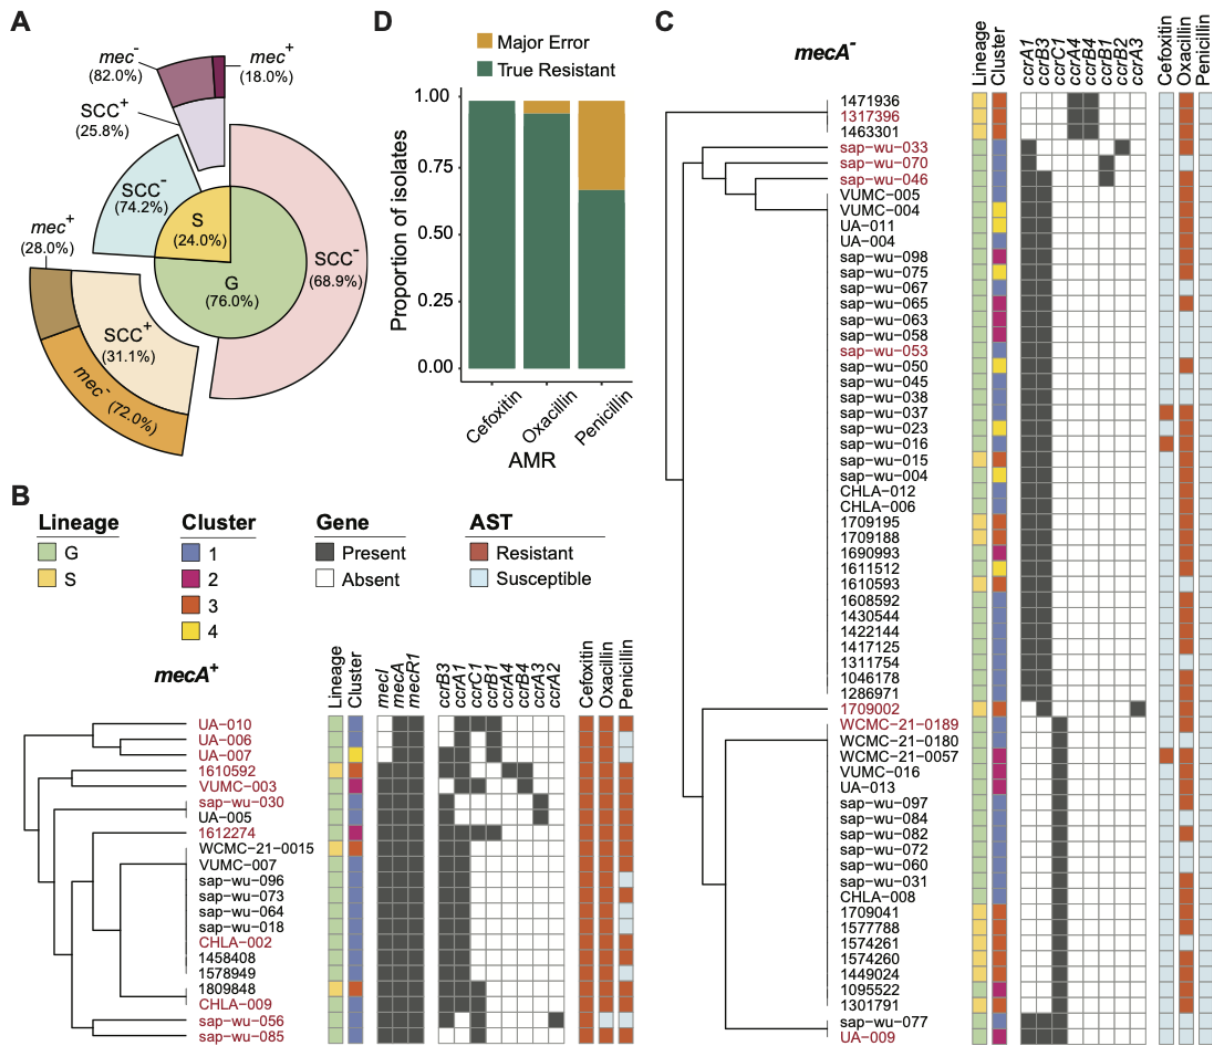 A
mec-
(82.0%)
mec+
(18.0%)
SCC+
(25.8%)
SCC-
(74.2%)
S
(24.0%)
G
(76.0%)
SCC-
(68.9%)
mec+
(28.0%)
SCC+
(31.1%)
mec- (72.0%)
D
Major Error
True Resistant
Proportion of isolates
1.00
0.75
0.50
0.25
0.00
Cefoxitin
Oxacillin
Penicillin
AMR
B
Lineage
G
S
Cluster
1
2
3
4
Gene
Present
Absent
AST
Resistant
Susceptible
mecA+
Lineage
Cluster
mecI
mecA
mecR1
ccrB3
ccrA1
ccrC1
ccrB1
ccrA4
ccrB4
ccrA3
ccrA2
Cefoxitin
Oxacillin
Penicillin
UA-010
UA-006
UA-007
1610592
VUMC-003
sap-wu-030
UA-005
1612274
WCMC-21-0015
VUMC-007
sap-wu-096
sap-wu-073
sap-wu-064
sap-wu-018
CHLA-002
1458408
1578949
1809848
CHLA-009
sap-wu-056
sap-wu-085
C
mecA-
Lineage
Cluster
ccrA1
ccrB3
ccrC1
ccrA4
ccrB4
ccrB1
ccrB2
ccrA3
Cefoxitin
Oxacillin
Penicillin
1471936
1317396
1463301
sap-wu-033
sap-wu-070
sap-wu-046
VUMC-005
VUMC-004
UA-011
UA-004
sap-wu-098
sap-wu-075
sap-wu-067
sap-wu-065
sap-wu-063
sap-wu-058
sap-wu-053
sap-wu-050
sap-wu-045
sap-wu-038
sap-wu-037
sap-wu-023
sap-wu-016
sap-wu-015
sap-wu-004
CHLA-012
CHLA-006
1709195
1709188
1690993
1611512
1610593
1608592
1430544
1422144
1417125
1311754
1046178
1286971
1709002
WCMC-21-0189
WCMC-21-0180
WCMC-21-0057
VUMC-016
UA-013
sap-wu-097
sap-wu-084
sap-wu-082
sap-wu-072
sap-wu-060
sap-wu-031
CHLA-008
1709041
1577788
1574261
1574260
1449024
1095522
1301791
sap-wu-077
UA-009